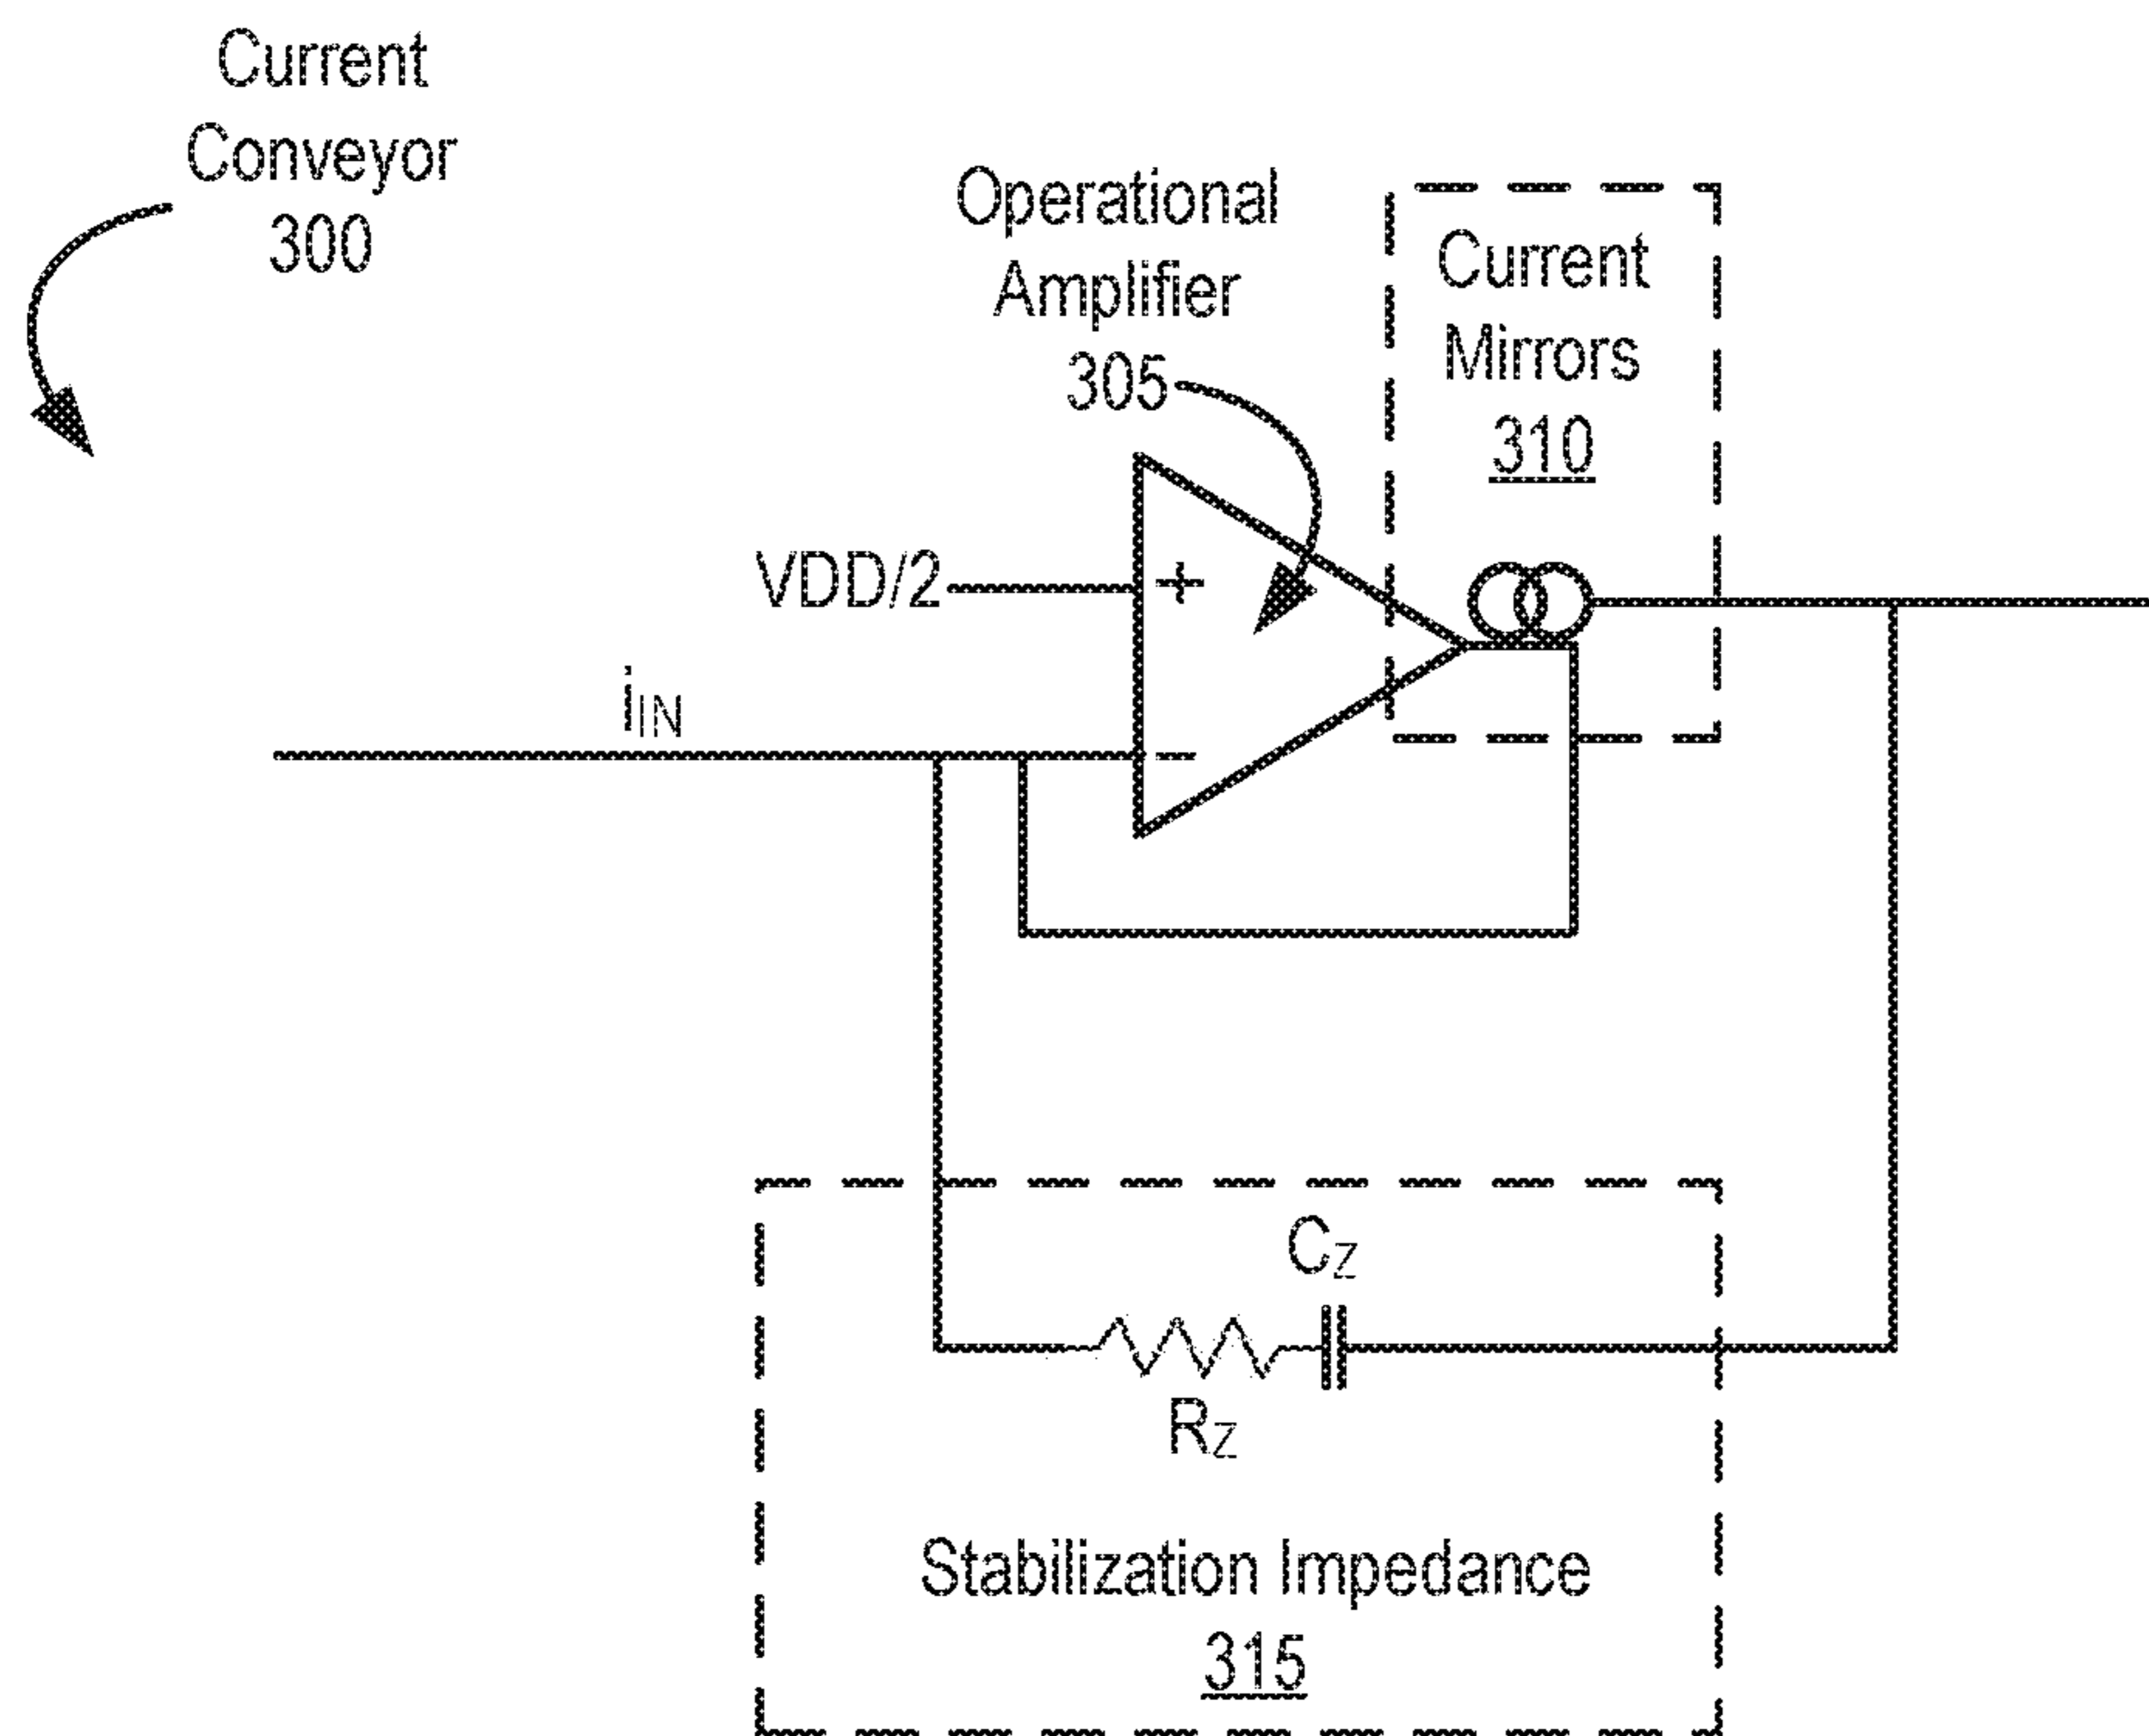 Current
Conveyor
300
Operational
Amplifier
305
Current
Mirrors
310
VDD/2
+
iIN
−
CZ
RZ
Stabilization Impedance
315